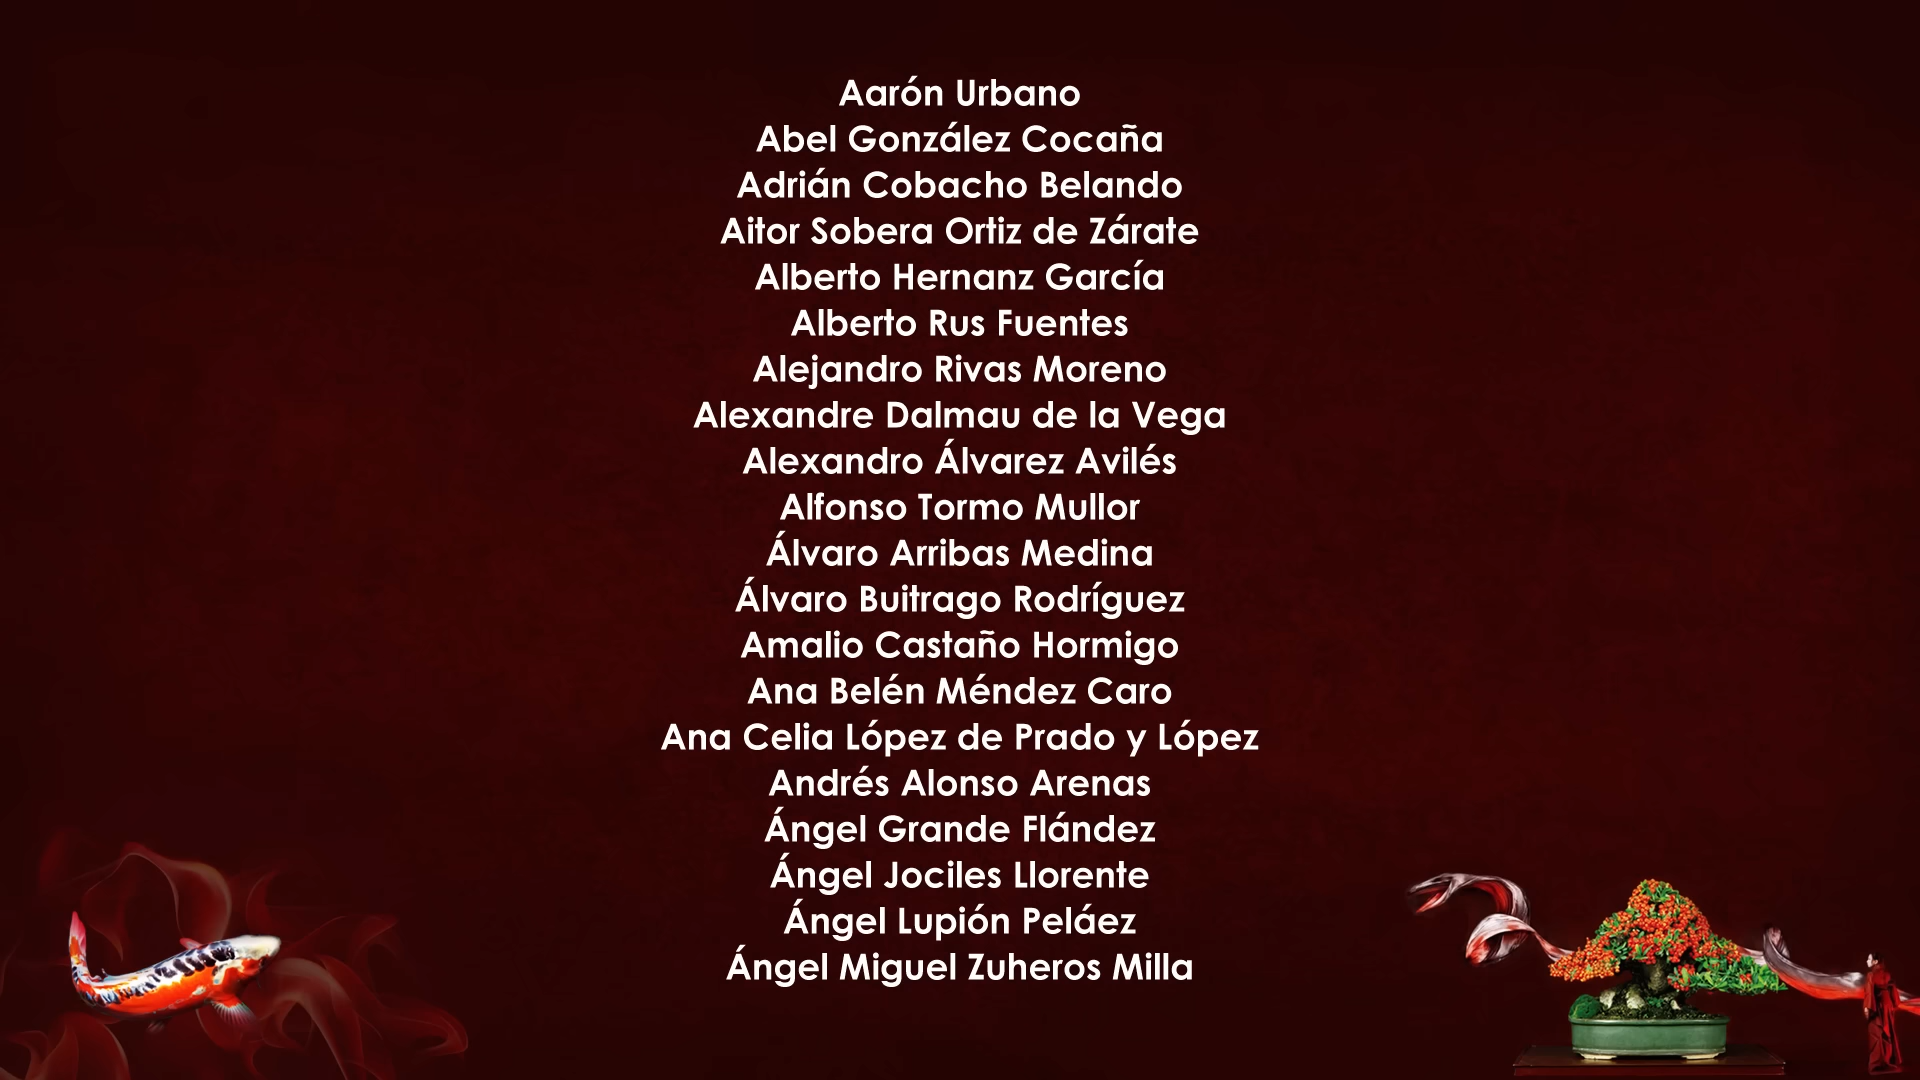 Aarón Urbano
Abel González Cocaña
Adrián Cobacho Belando
Aitor Sobera Ortiz de Zárate
Alberto Hernanz García
Alberto Rus Fuentes
Alejandro Rivas Moreno
Alexandre Dalmau de la Vega
Alexandro Álvarez Avilés
Alfonso Tormo Mullor
Álvaro Arribas Medina
Álvaro Buitrago Rodríguez
Amalio Castaño Hormigo
Ana Belén Méndez Caro
Ana Celia López de Prado y López
Andrés Alonso Arenas
Ángel Grande Flández
Ángel Jociles Llorente
Ángel Lupión Peláez
Ángel Miguel Zuheros Milla